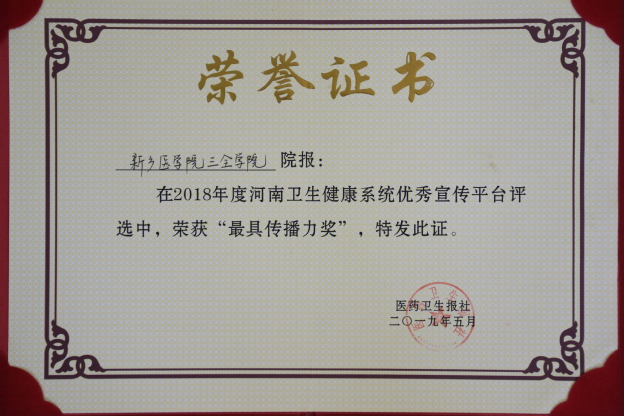 荣誉证书
新乡医学院三全学院 院报：
在2018年度河南卫生健康系统优秀宣传平台评
选中，荣获“最具传播力奖”，特发此证。
医药卫生报社
二〇一九年五月